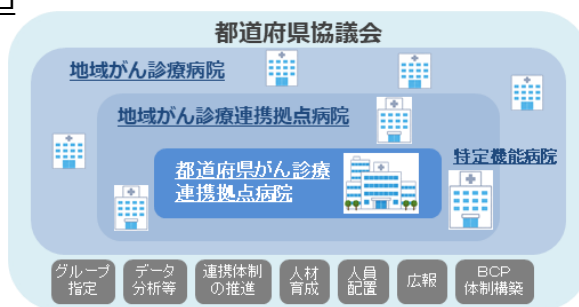 都道府県協議会
地域がん診療病院
地域がん診療連携拠点病院
特定機能病院
都道府県がん診療
連携拠点病院
グループ
指定
データ
分析等
連携体制
の推進
人材
育成
人員
配置
広報
BCP
体制構築